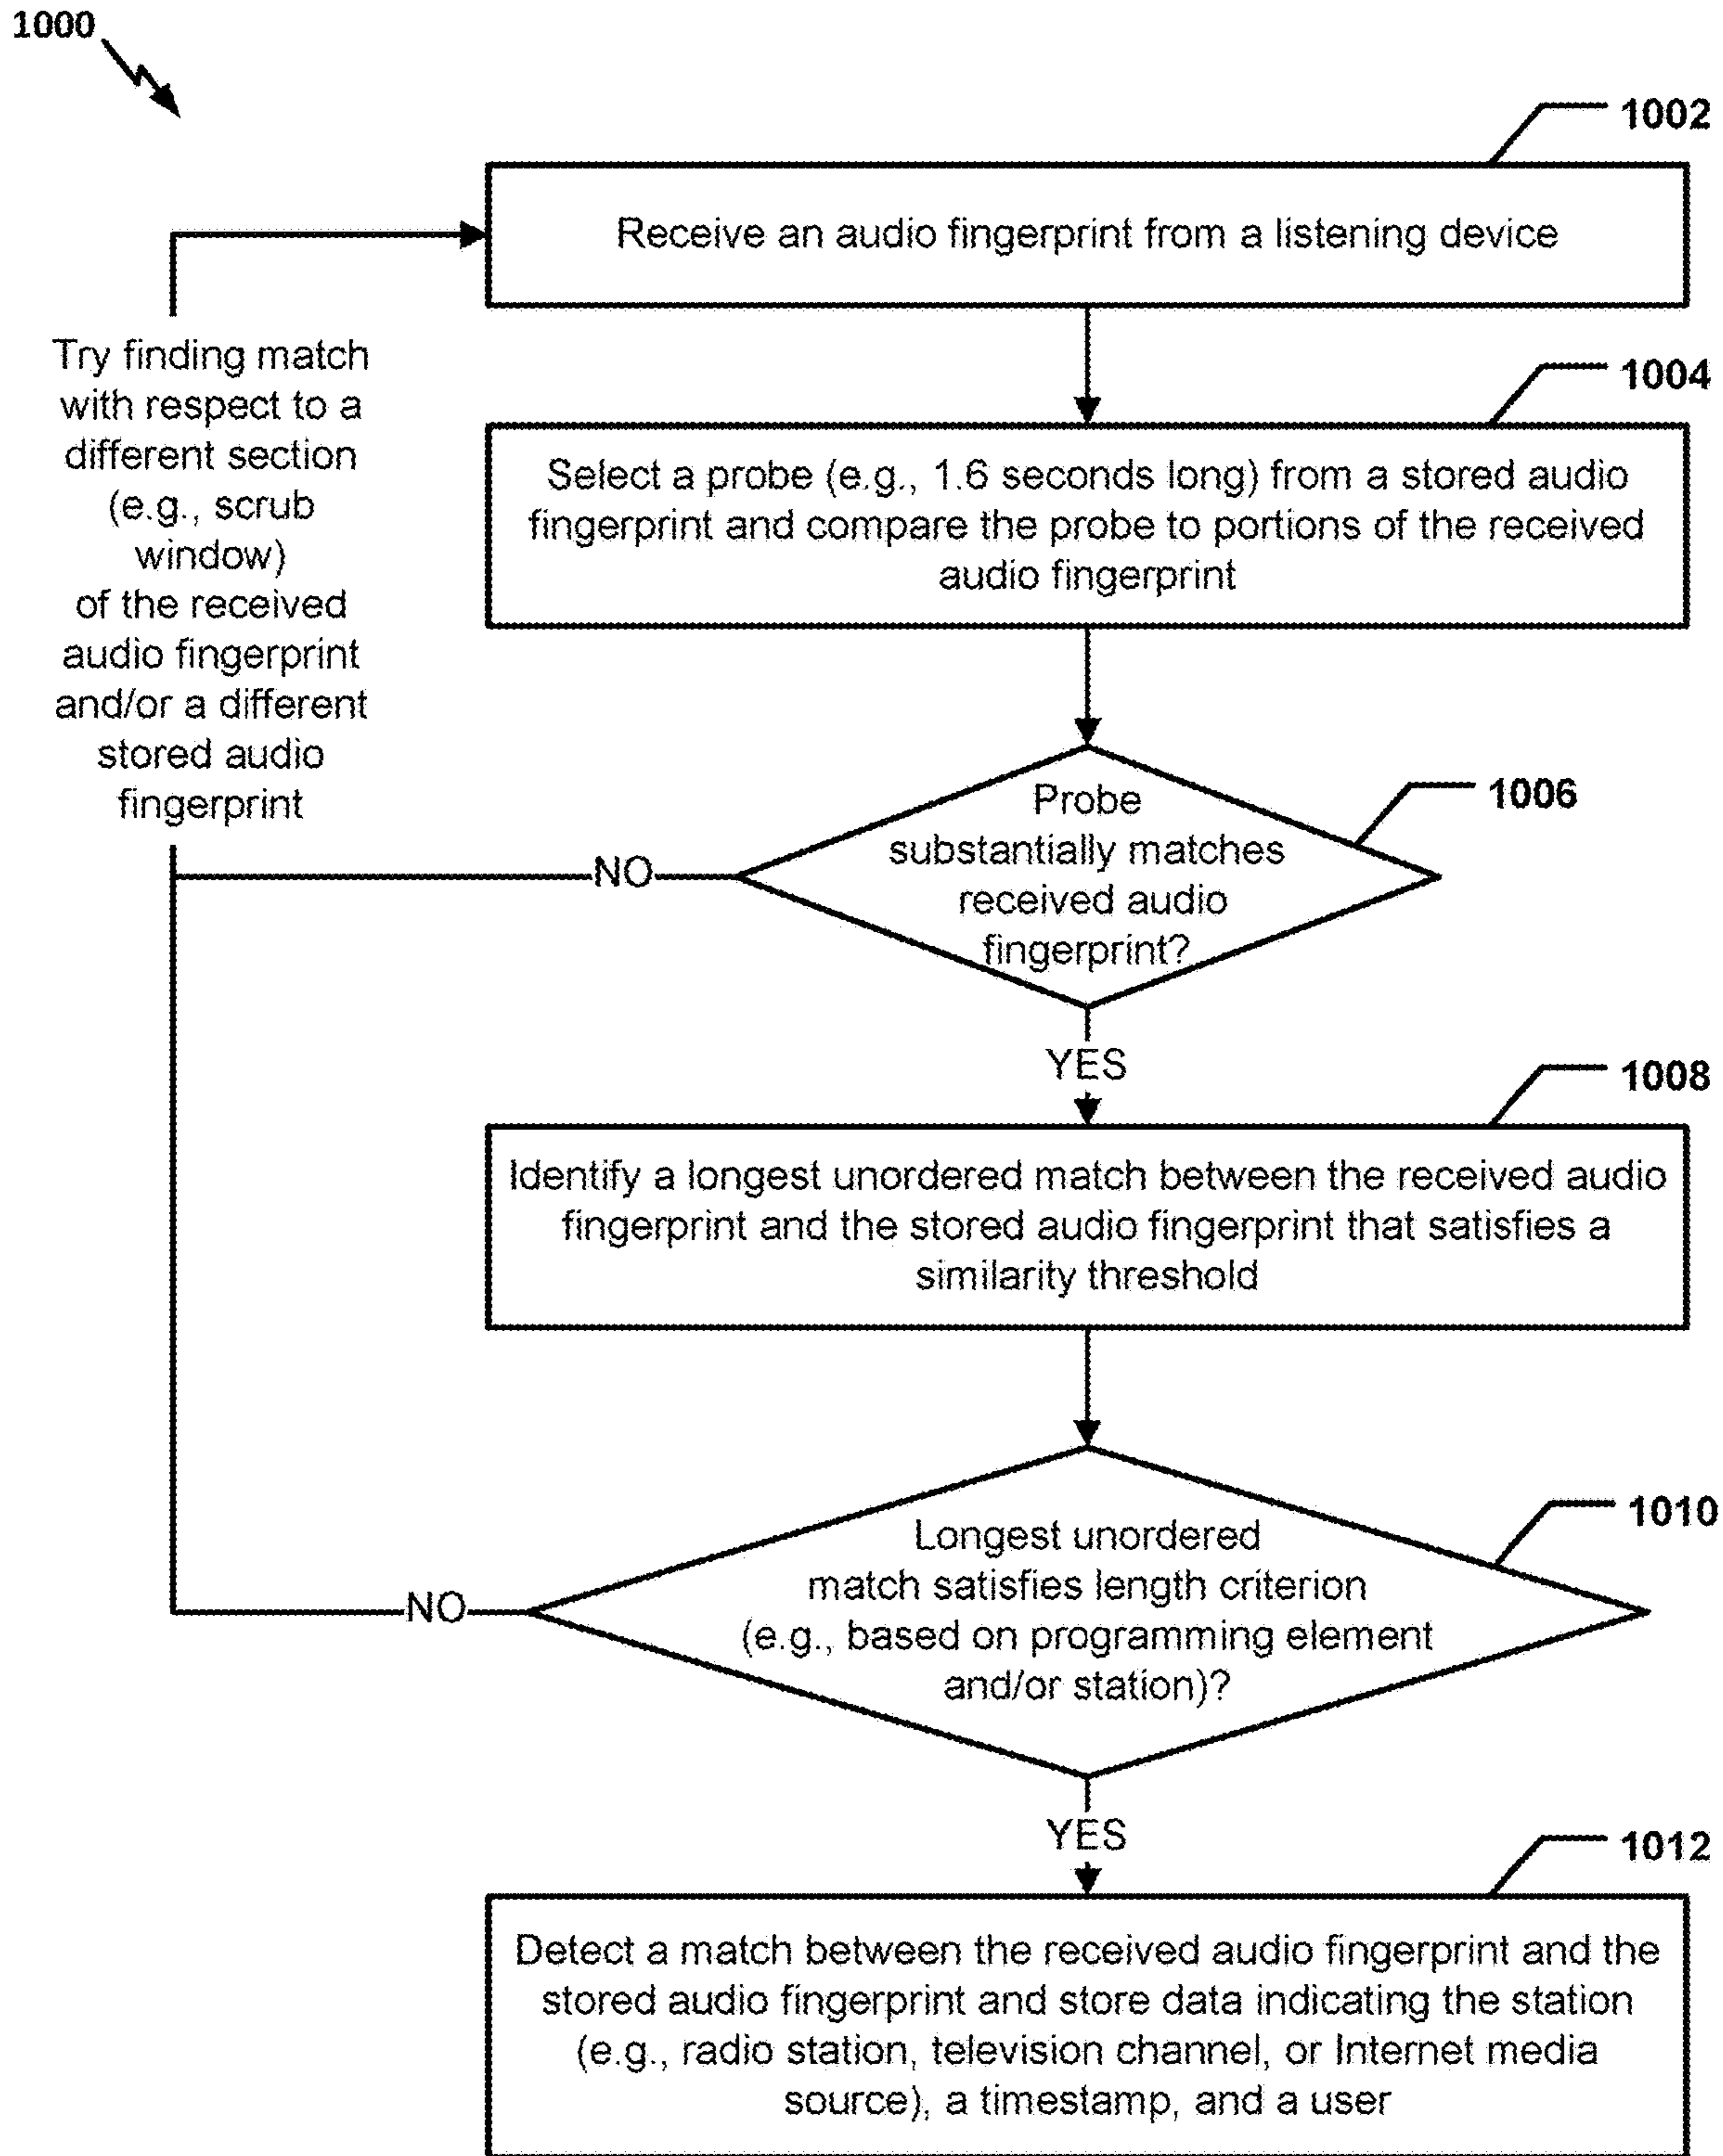 1000
1002
Receive an audio fingerprint from a listening device
1004
Select a probe (e.g., 1.6 seconds long) from a stored audio
fingerprint and compare the probe to portions of the received
audio fingerprint
Try finding match
with respect to a
different section
(e.g., scrub
window)
of the received
audio fingerprint
and/or a different
stored audio
fingerprint
1006
Probe
substantially matches
received audio
fingerprint?
NO
YES
1008
Identify a longest unordered match between the received audio
fingerprint and the stored audio fingerprint that satisfies a
similarity threshold
1010
Longest unordered
match satisfies length criterion
(e.g., based on programming element
and/or station)?
NO
YES
1012
Detect a match between the received audio fingerprint and the
stored audio fingerprint and store data indicating the station
(e.g., radio station, television channel, or Internet media
source), a timestamp, and a user